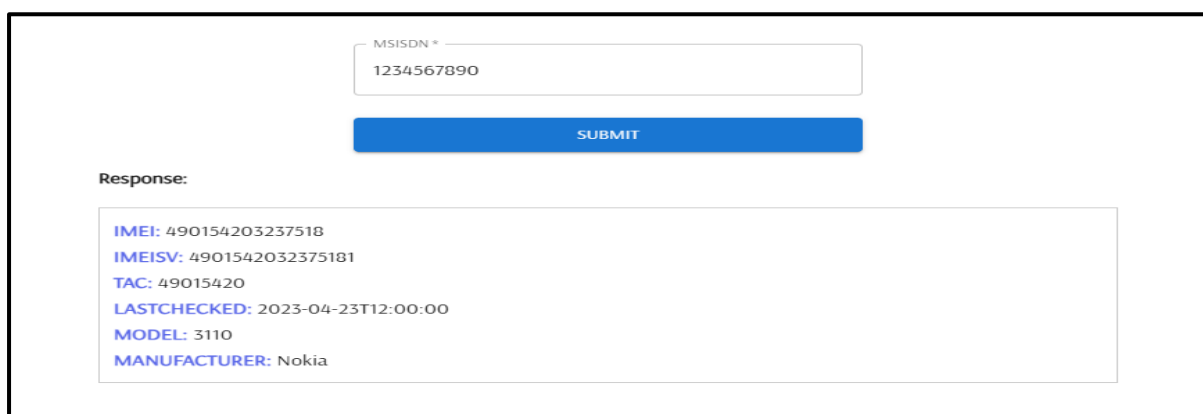 MSISDN *
1234567890
SUBMIT
Response:
IMEI: 490154203237518
IMEISV: 4901542032375181
TAC: 49015420
LASTCHECKED: 2023-04-23T12:00:00
MODEL: 3110
MANUFACTURER: Nokia